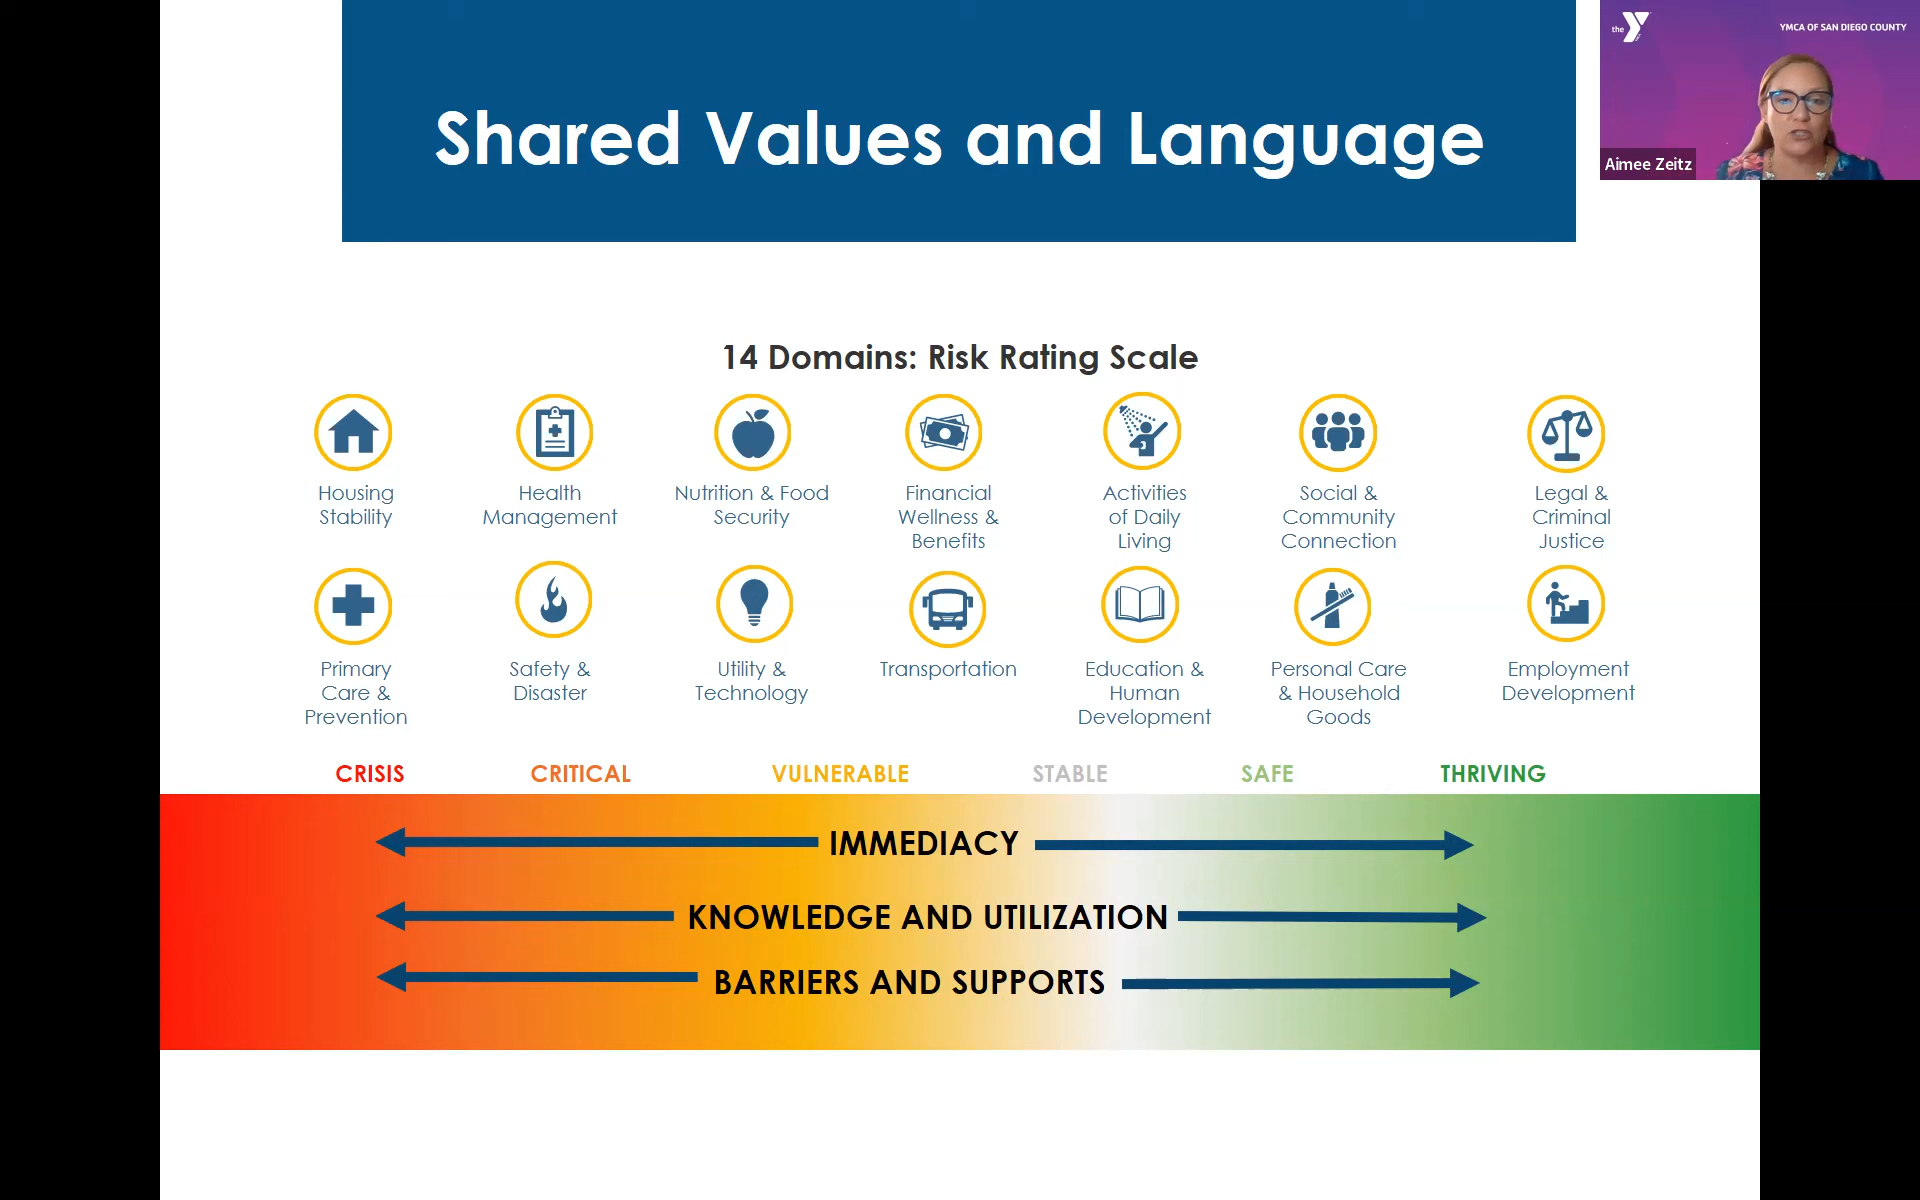 Shared Values and Language
the Y
YMCA OF SAN DIEGO COUNTY
Aimee Zeitz
14 Domains: Risk Rating Scale
Housing
Stability
Health
Management
Nutrition & Food
Security
Financial
Wellness &
Benefits
Activities
of Daily
Living
Social &
Community
Connection
Legal &
Criminal
Justice
Primary
Care &
Prevention
Safety &
Disaster
Utility &
Technology
Transportation
Education &
Human
Development
Personal Care
& Household
Goods
Employment
Development
CRISIS CRITICAL VULNERABLE STABLE SAFE THRIVING
IMMEDIACY
KNOWLEDGE AND UTILIZATION
BARRIERS AND SUPPORTS